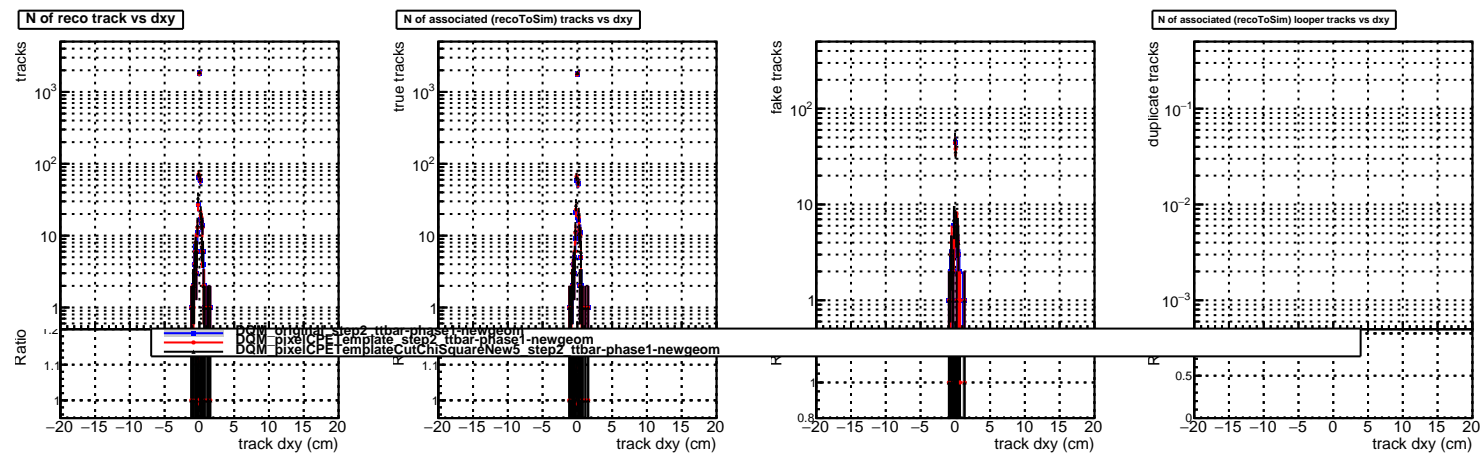 N of reco track vs dxy
tracks
10³
10²
10
1
1.2
Ratio
1.1
1
−20 −15 −10 −5 0 5 10 15 20
track dxy (cm)
N of associated (recoToSim) tracks vs dxy
true tracks
10³
10²
10
1
−20 −15 −10 −5 0 5 10 15 20
track dxy (cm)
fake tracks
10²
10
1
1
0.8
−20 −15 −10 −5 0 5 10 15 20
track dxy (cm)
N of associated (recoToSim) looper tracks vs dxy
duplicate tracks
10⁻¹
10⁻²
10⁻³
0.5
0
−20 −15 −10 −5 0 5 10 15 20
track dxy (cm)
DQM_original_step2_ttbar-phase1-newgeom
DQM_pixelCPETemplate_step2_ttbar-phase1-newgeom
DQM_pixelCPETemplateCutChiSquareNew5_step2_ttbar-phase1-newgeom